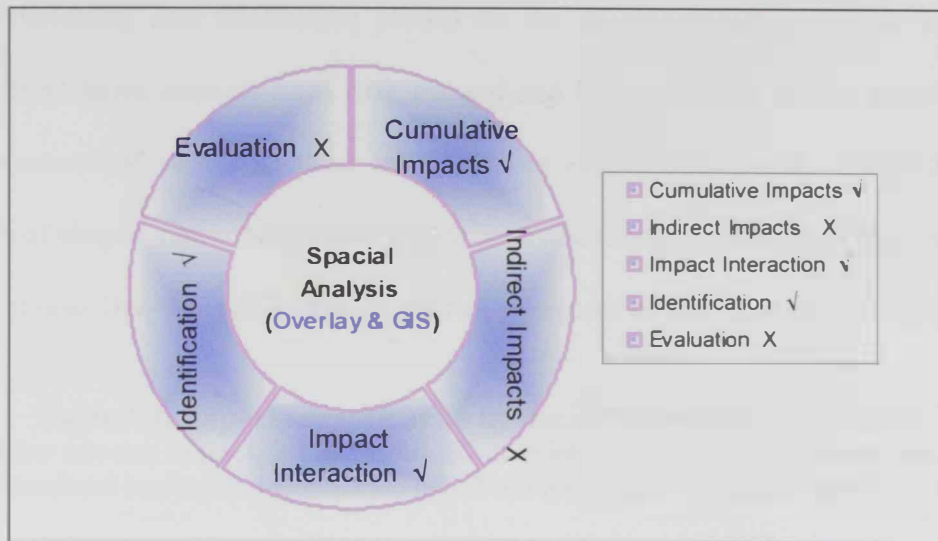 Evaluation X
Cumulative
Impacts √
Indirect Impacts X
Impact
Interaction √
Identification √
Spacial
Analysis
(Overlay & GIS)
Cumulative Impacts √
Indirect Impacts X
Impact Interaction √
Identification √
Evaluation X